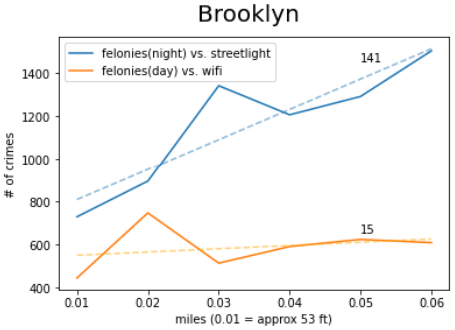 Brooklyn
felonies(night) vs. streetlight
felonies(day) vs. wifi
141
15
# of crimes
1400
1200
1000
800
600
400
0.01 0.02 0.03 0.04 0.05 0.06
miles (0.01 = approx 53 ft)